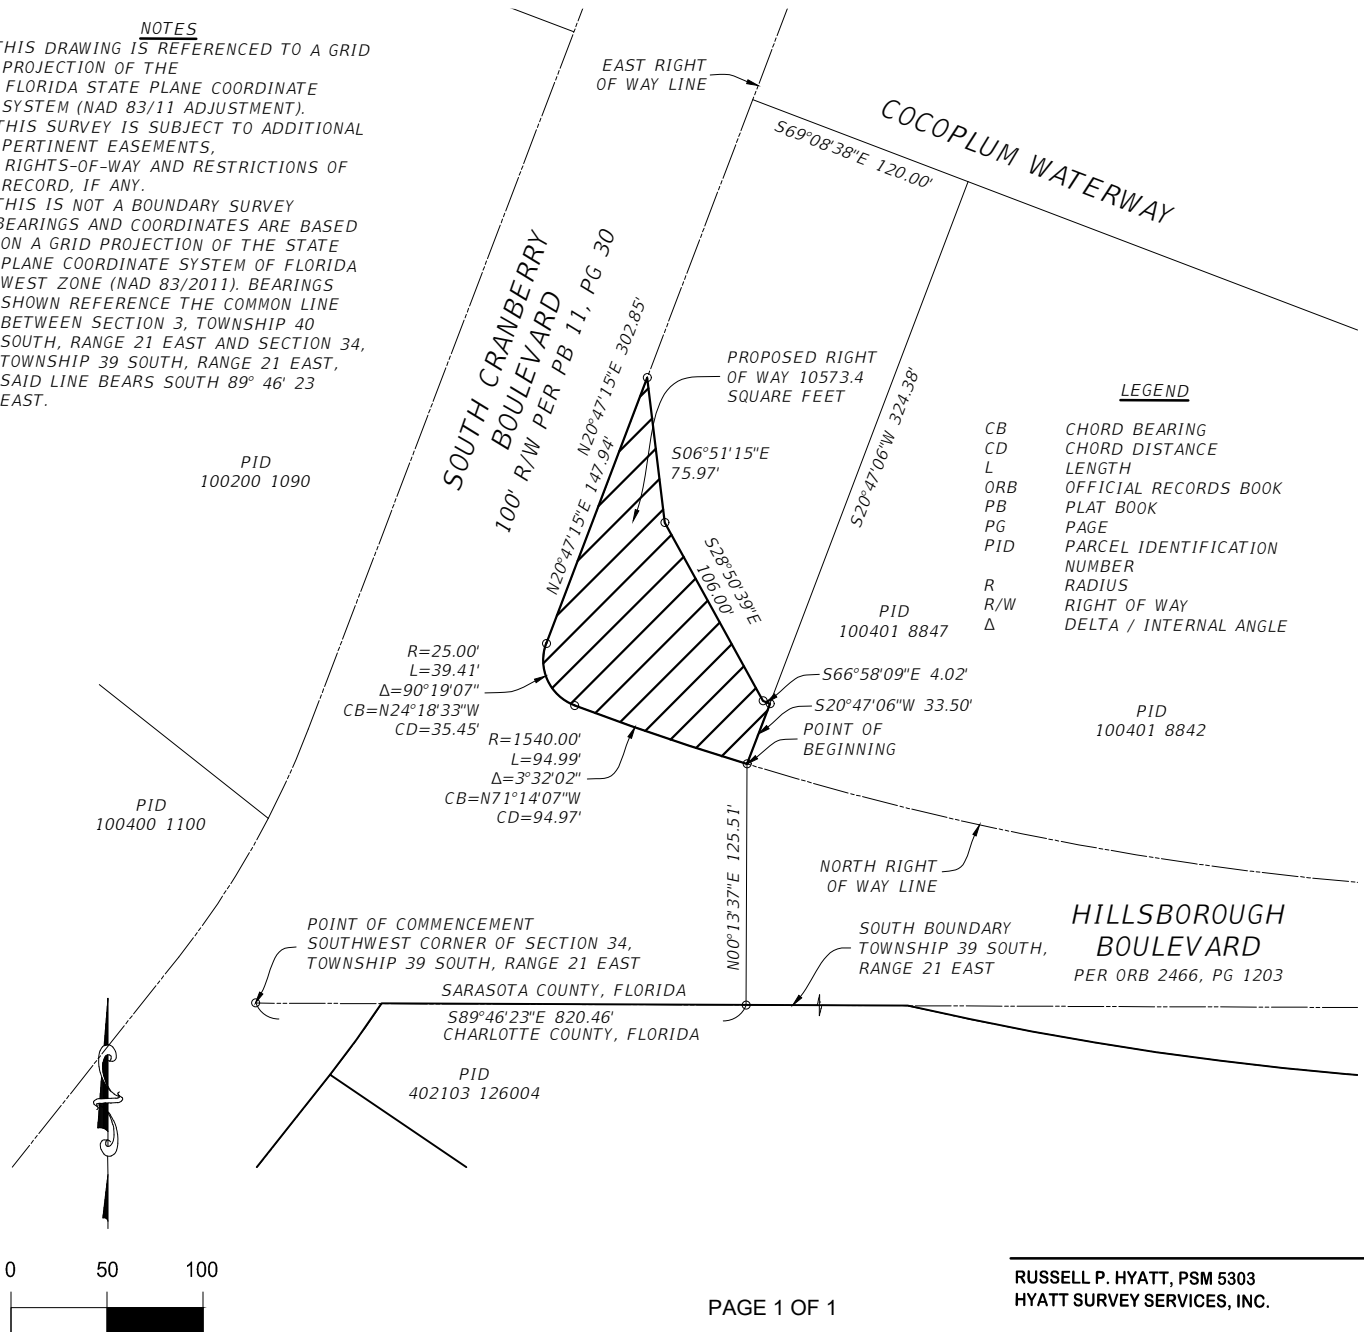 NOTES
THIS DRAWING IS REFERENCED TO A GRID
PROJECTION OF THE
FLORIDA STATE PLANE COORDINATE
SYSTEM (NAD 83/11 ADJUSTMENT).
THIS SURVEY IS SUBJECT TO ADDITIONAL
PERTINENT EASEMENTS,
RIGHTS-OF-WAY AND RESTRICTIONS OF
RECORD, IF ANY.
THIS IS NOT A BOUNDARY SURVEY
BEARINGS AND COORDINATES ARE BASED
ON A GRID PROJECTION OF THE STATE
PLANE COORDINATE SYSTEM OF FLORIDA
WEST ZONE (NAD 83/2011). BEARINGS
SHOWN REFERENCE THE COMMON LINE
BETWEEN SECTION 3, TOWNSHIP 40
SOUTH, RANGE 21 EAST AND SECTION 34,
TOWNSHIP 39 SOUTH, RANGE 21 EAST,
SAID LINE BEARS SOUTH 89° 46' 23
EAST.
EAST RIGHT
OF WAY LINE
COCOPLUM WATERWAY
S69°08'38"E 120.00'
SOUTH CRANBERRY
BOULEVARD
100' R/W PER PB 11, PG 30
N20°47'15"E 302.85'
N20°47'15"E 147.94'
PROPOSED RIGHT
OF WAY 10573.4
SQUARE FEET
S06°51'15"E
75.97'
S28°50'39"E
106.00'
S20°47'06"W 324.38'
LEGEND
CB CHORD BEARING
CD CHORD DISTANCE
L LENGTH
ORB OFFICIAL RECORDS BOOK
PB PLAT BOOK
PG PAGE
PID PARCEL IDENTIFICATION
NUMBER
R RADIUS
R/W RIGHT OF WAY
Δ DELTA / INTERNAL ANGLE
PID
100200 1090
PID
100401 8847
R=25.00'
L=39.41'
Δ=90°19'07"
CB=N24°18'33"W
CD=35.45'
S66°58'09"E 4.02'
S20°47'06"W 33.50'
POINT OF
BEGINNING
PID
100401 8842
R=1540.00'
L=94.99'
Δ=3°32'02"
CB=N71°14'07"W
CD=94.97'
PID
100400 1100
N00°13'37"E 125.51'
NORTH RIGHT
OF WAY LINE
POINT OF COMMENCEMENT
SOUTHWEST CORNER OF SECTION 34,
TOWNSHIP 39 SOUTH, RANGE 21 EAST
SOUTH BOUNDARY
TOWNSHIP 39 SOUTH,
RANGE 21 EAST
HILLSBOROUGH
BOULEVARD
PER ORB 2466, PG 1203
SARASOTA COUNTY, FLORIDA
S89°46'23"E 820.46'
CHARLOTTE COUNTY, FLORIDA
PID
402103 126004
0 50 100
PAGE 1 OF 1
RUSSELL P. HYATT, PSM 5303
HYATT SURVEY SERVICES, INC.